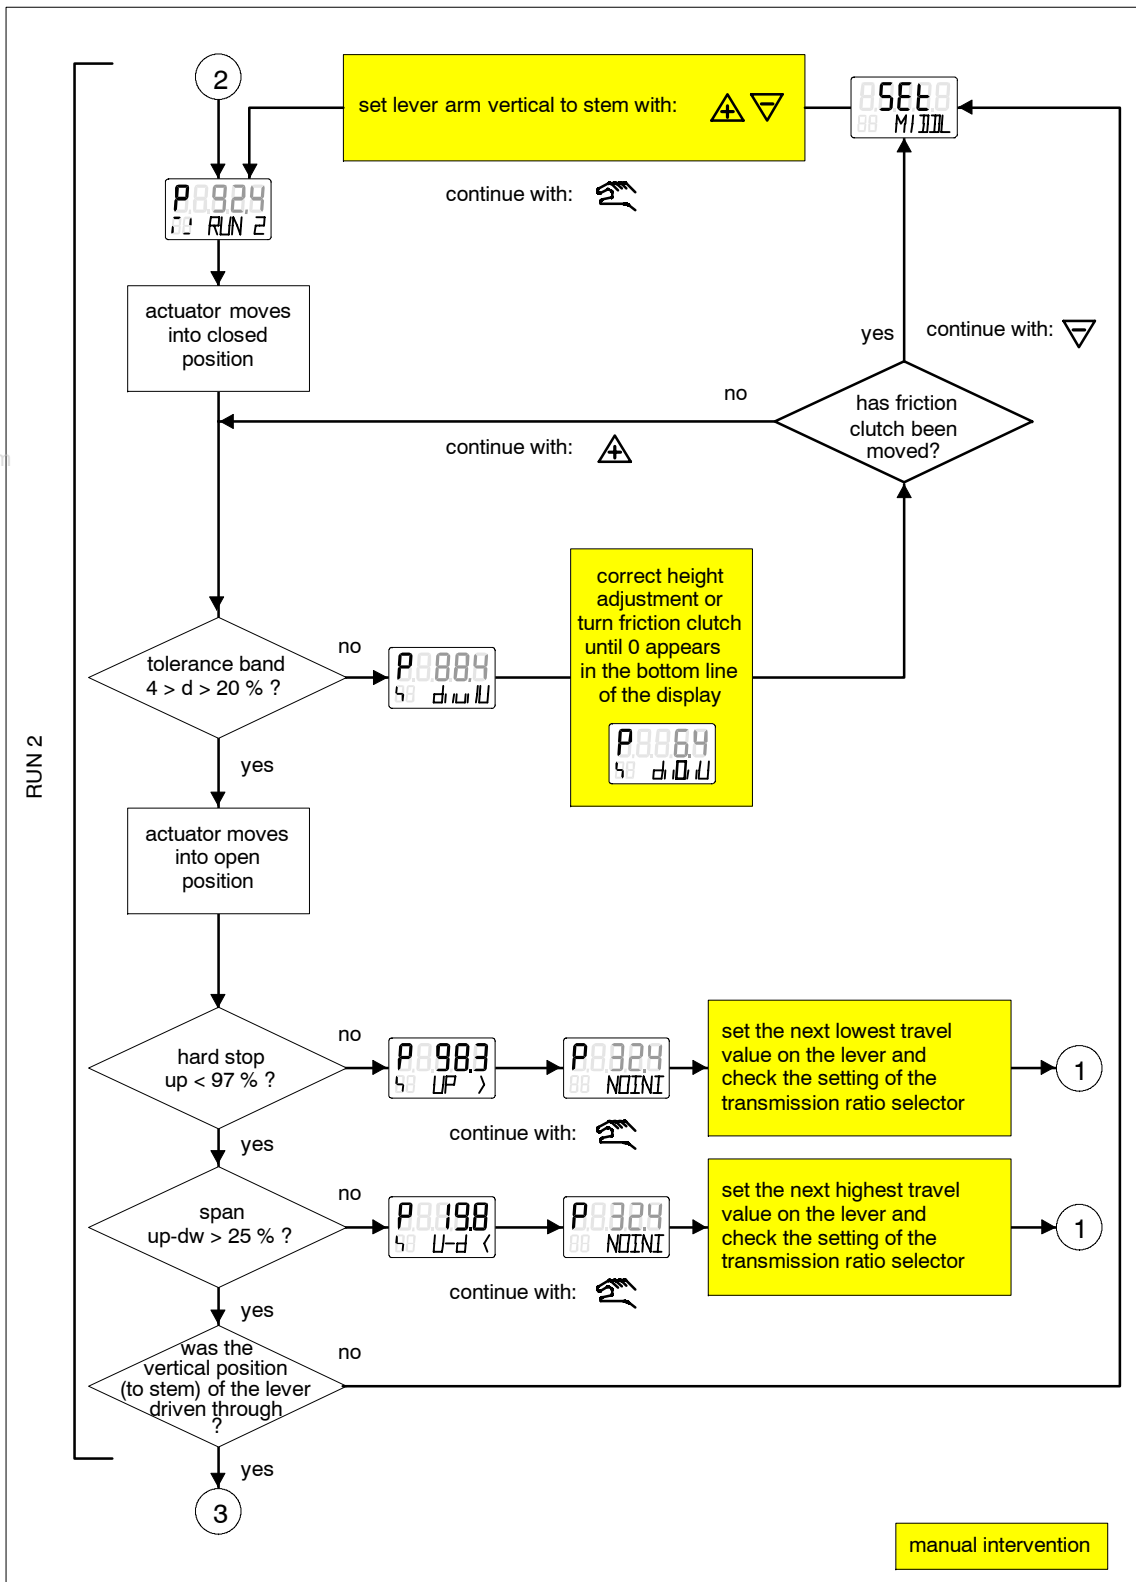 2
set lever arm vertical to stem with:
SEt
MIDDL
continue with:
P 92.4
RUN 2
actuator moves
into closed
position
yes
continue with:
no
has friction
clutch been
moved?
continue with:
correct height
adjustment or
turn friction clutch
until 0 appears
in the bottom line
of the display
no
tolerance band
4 > d > 20 % ?
P 88.4
P 6.4
RUN 2
yes
actuator moves
into open
position
no
hard stop
up < 97 % ?
P 98.3
UP >
P 32.4
NOINI
set the next lowest travel
value on the lever and
check the setting of the
transmission ratio selector
1
continue with:
yes
no
span
up-dw > 25 % ?
P 19.8
U-d <
P 32.4
NOINI
set the next highest travel
value on the lever and
check the setting of the
transmission ratio selector
1
continue with:
yes
was the
vertical position
(to stem) of the lever
driven through
?
no
yes
3
manual intervention